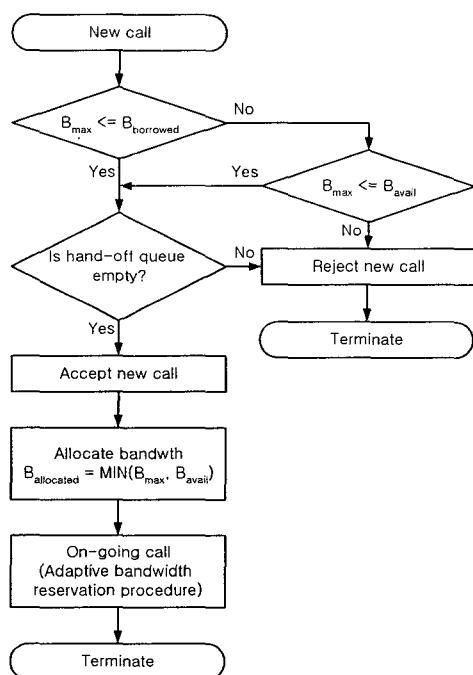 New call
B_max <= B_borrowed
No
Yes
Yes
B_max <= B_avail
Is hand-off queue
empty?
No
No
Reject new call
Yes
Terminate
Accept new call
Allocate bandwth
B_allocated = MIN(B_max, B_avail)
On-going call
(Adaptive bandwidth
reservation procedure)
Terminate